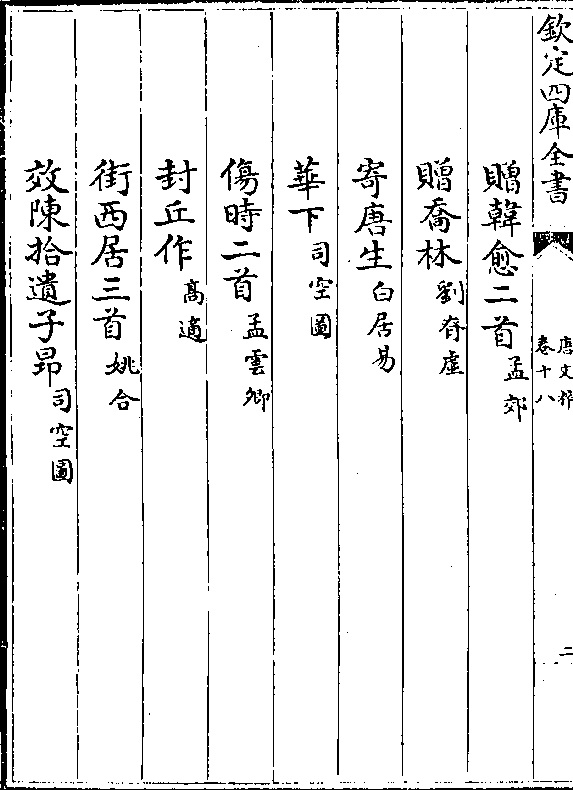 欽定四庫全書
唐文粹
卷十八
二
贈韓愈二首 孟郊
贈喬林 劉脊虛
寄唐生 白居易
華下 司空圖
傷時二首 孟雲卿
封丘作 高適
街西居三首 姚合
效陳拾遺子昂 司空圖